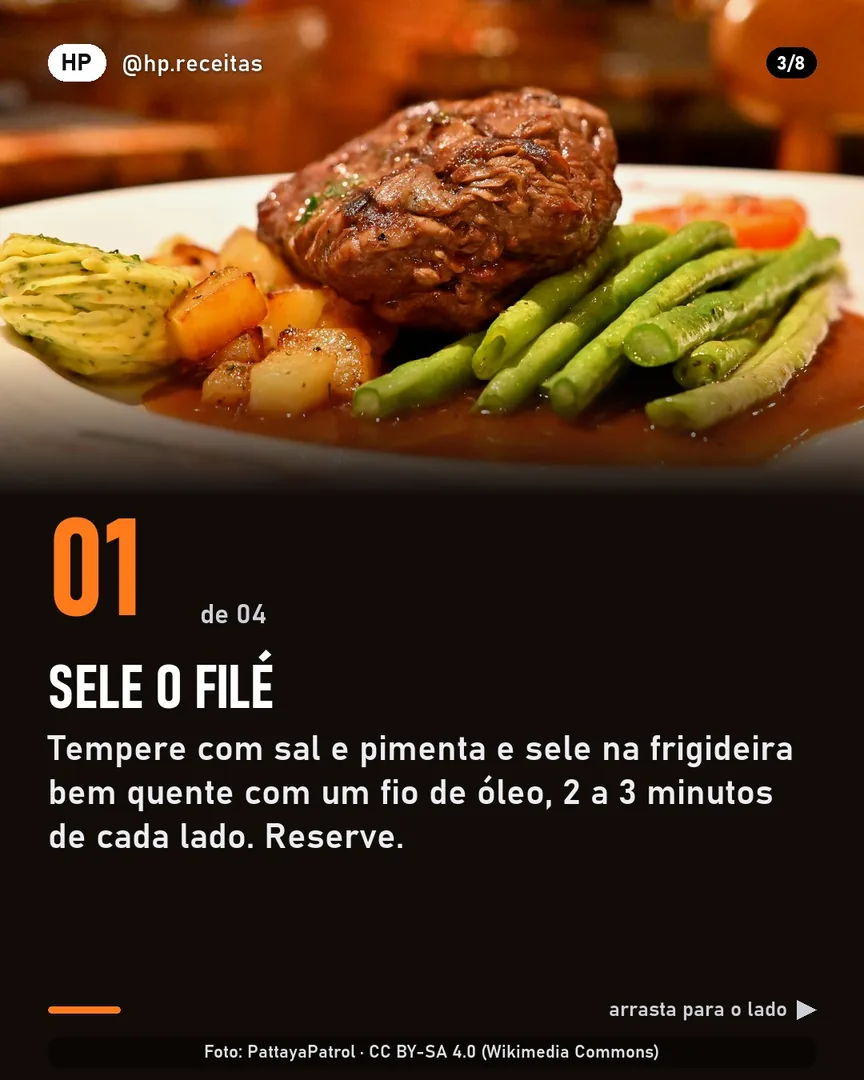 HP @hp.receitas 3/8
01 de 04
SELE O FILÉ
Tempere com sal e pimenta e sele na frigideira
bem quente com um fio de óleo, 2 a 3 minutos
de cada lado. Reserve.
arrasta para o lado ▶
Foto: PattayaPatrol · CC BY-SA 4.0 (Wikimedia Commons)